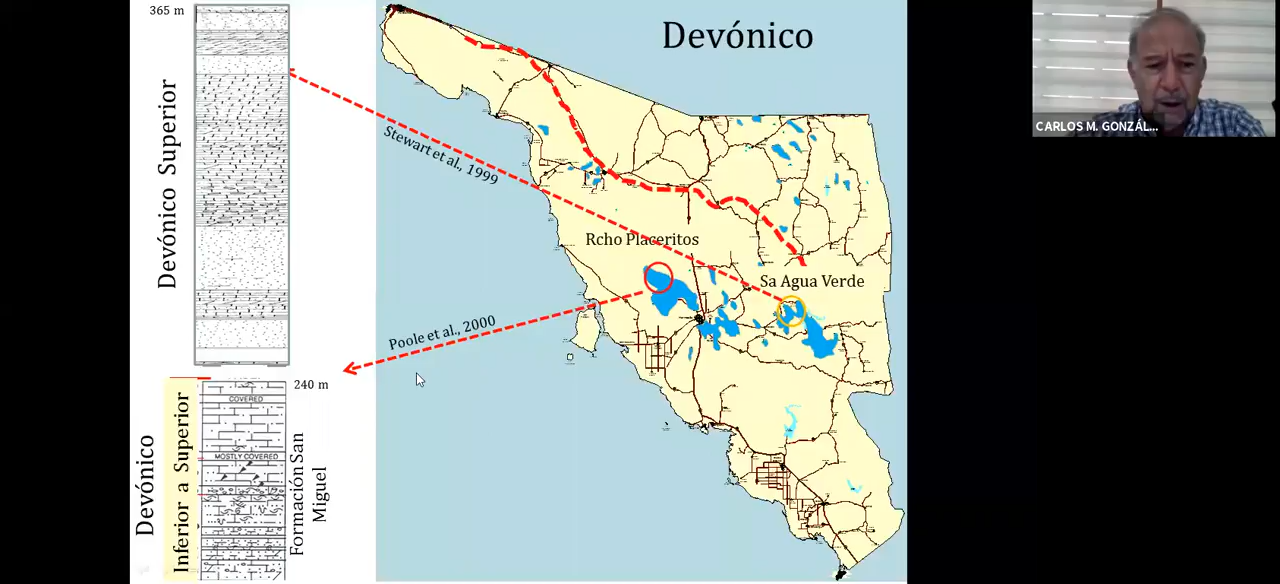 365 m
Devónico Superior
Devónico
Stewart et al., 1999
Rcho Placeritos
Sa Agua Verde
Poole et al., 2000
240 m
COVERED
MOSTLY COVERED
Devónico
Inferior a Superior
Formación San
Miguel
CARLOS M. GONZÁL...